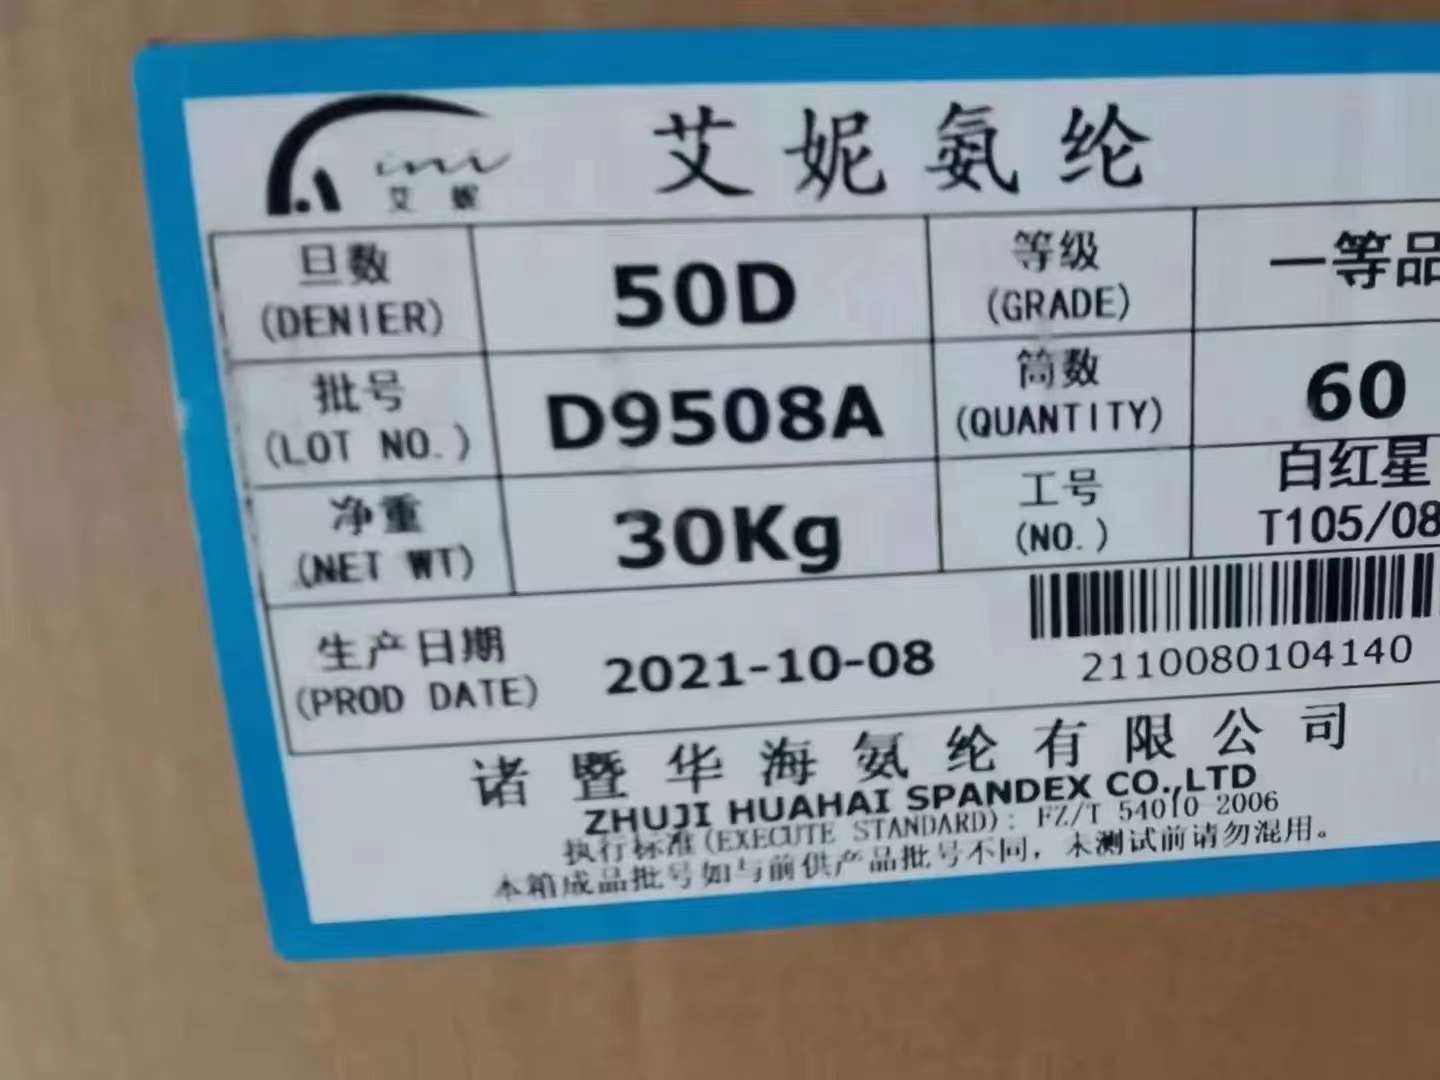 ini
艾妮
艾妮氨纶
旦数
(DENIER)
50D
等级
(GRADE)
一等品
批号
(LOT NO.)
D9508A
筒数
(QUANTITY)
60
净重
(NET WT)
30Kg
工号
(NO.)
白红星
T105/08
生产日期
(PROD DATE)
2021-10-08
2110080104140
诸暨华海氨纶有限公司
ZHUJI HUAHAI SPANDEX CO.,LTD
执行标准(EXECUTE STANDARD): FZ/T 54010-2006
本箱成品批号如与前供产品批号不同，未测试前请勿混用。